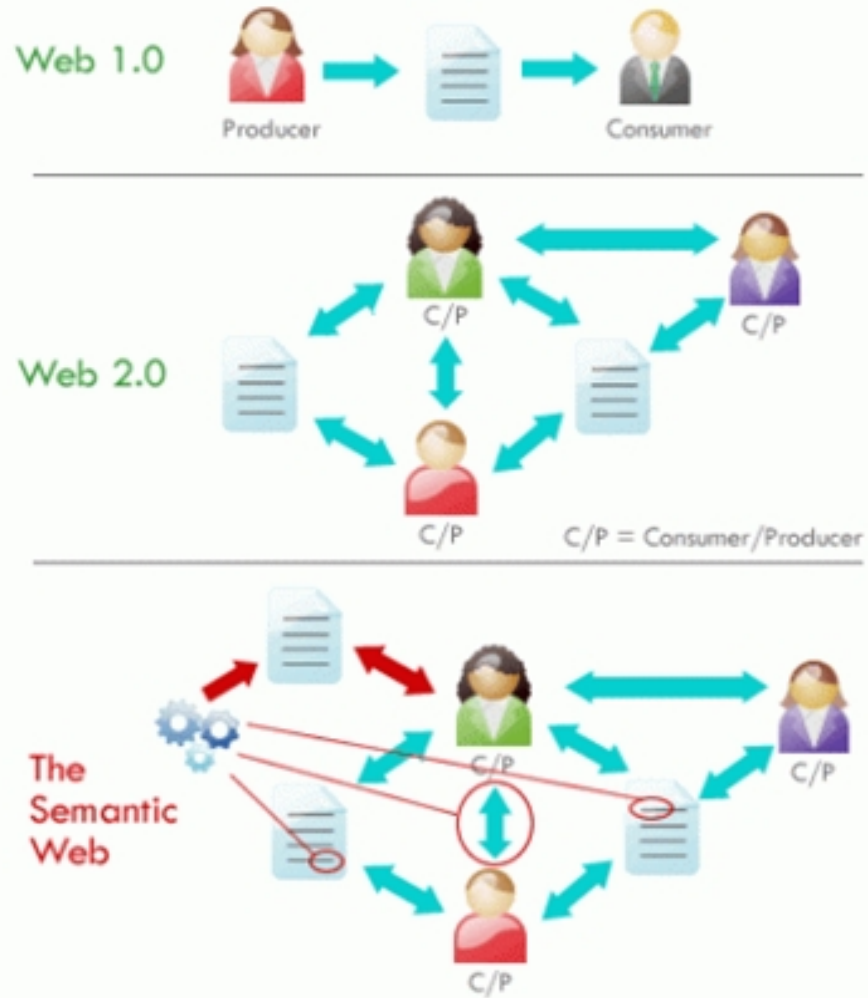 Web 1.0
Producer
Consumer
C/P
C/P
Web 2.0
C/P
C/P = Consumer/Producer
C/P
C/P
The
Semantic
Web
C/P